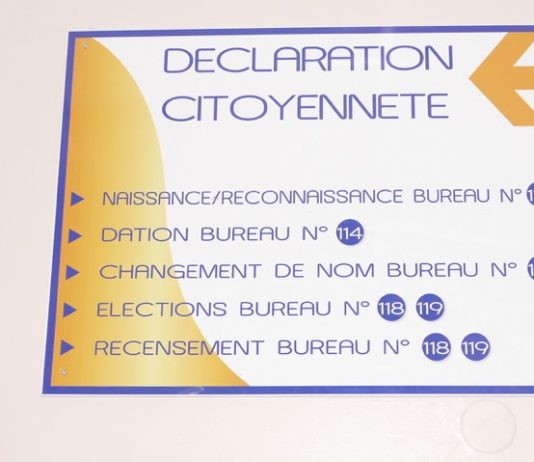 DECLARATION
CITOYENNETE
NAISSANCE/RECONNAISSANCE BUREAU N°
DATION BUREAU N° 114
CHANGEMENT DE NOM BUREAU N°
ELECTIONS BUREAU N° 118 119
RECENSEMENT BUREAU N° 118 119